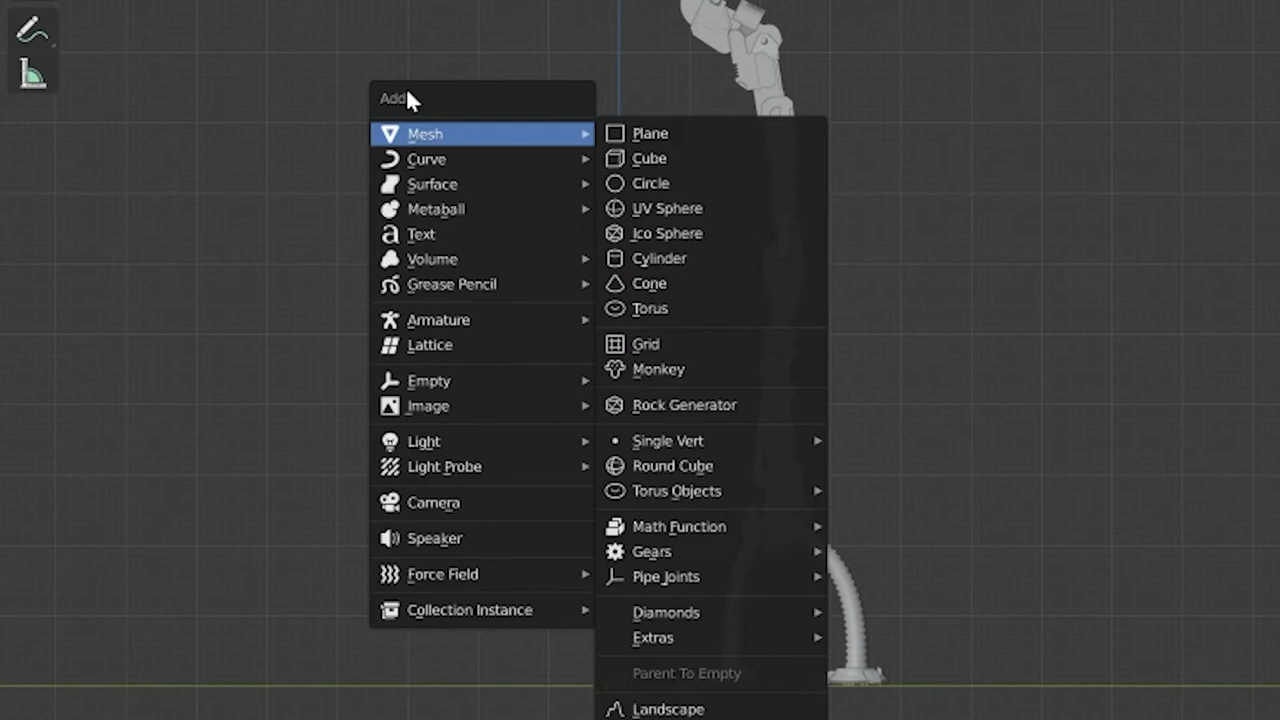 Add
Mesh
Curve
Surface
Metaball
Text
Volume
Grease Pencil
Armature
Lattice
Empty
Image
Light
Light Probe
Camera
Speaker
Force Field
Collection Instance
Plane
Cube
Circle
UV Sphere
Ico Sphere
Cylinder
Cone
Torus
Grid
Monkey
Rock Generator
Single Vert
Round Cube
Torus Objects
Math Function
Gears
Pipe Joints
Diamonds
Extras
Parent To Empty
Landscape